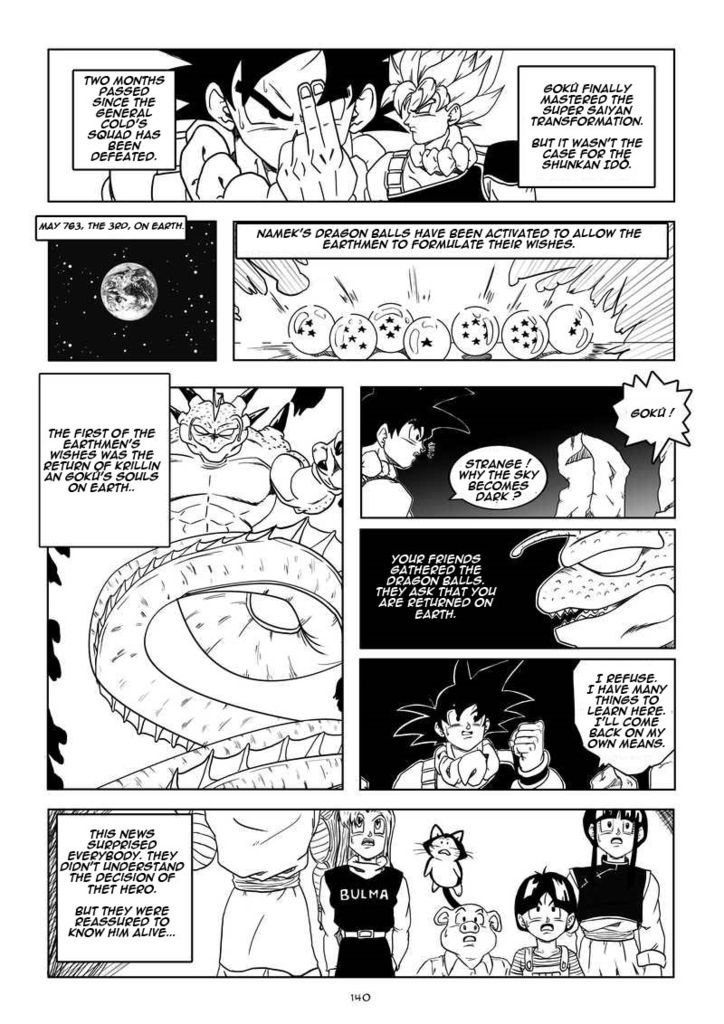 TWO MONTHS
PASSED
SINCE THE
GENERAL
COLD'S
SQUAD HAS
BEEN
DEFEATED.
GOKÛ FINALLY
MASTERED THE
SUPER SAIYAN
TRANSFORMATION.
BUT IT WASN'T THE
CASE FOR THE
SHUNKAN IDO.
MAY 763, THE 3RD, ON EARTH.
NAMEK'S DRAGON BALLS HAVE BEEN ACTIVATED TO ALLOW THE
EARTHMEN TO FORMULATE THEIR WISHES.
THE FIRST OF THE
EARTHMEN'S
WISHES WAS THE
RETURN OF KRILLIN
AN GOKÛ'S SOULS
ON EARTH..
GOKÛ !
STRANGE !
WHY THE SKY
BECOMES
DARK ?
YOUR FRIENDS
GATHERED THE
DRAGON BALLS.
THEY ASK THAT YOU
ARE RETURNED ON
EARTH.
I REFUSE.
I HAVE MANY
THINGS TO
LEARN HERE.
I'LL COME
BACK ON MY
OWN MEANS.
THIS NEWS
SURPRISED
EVERYBODY. THEY
DIDN'T UNDERSTAND
THE DECISION OF
THET HERO.
BUT THEY WERE
REASSURED TO
KNOW HIM ALIVE...
BULMA
140